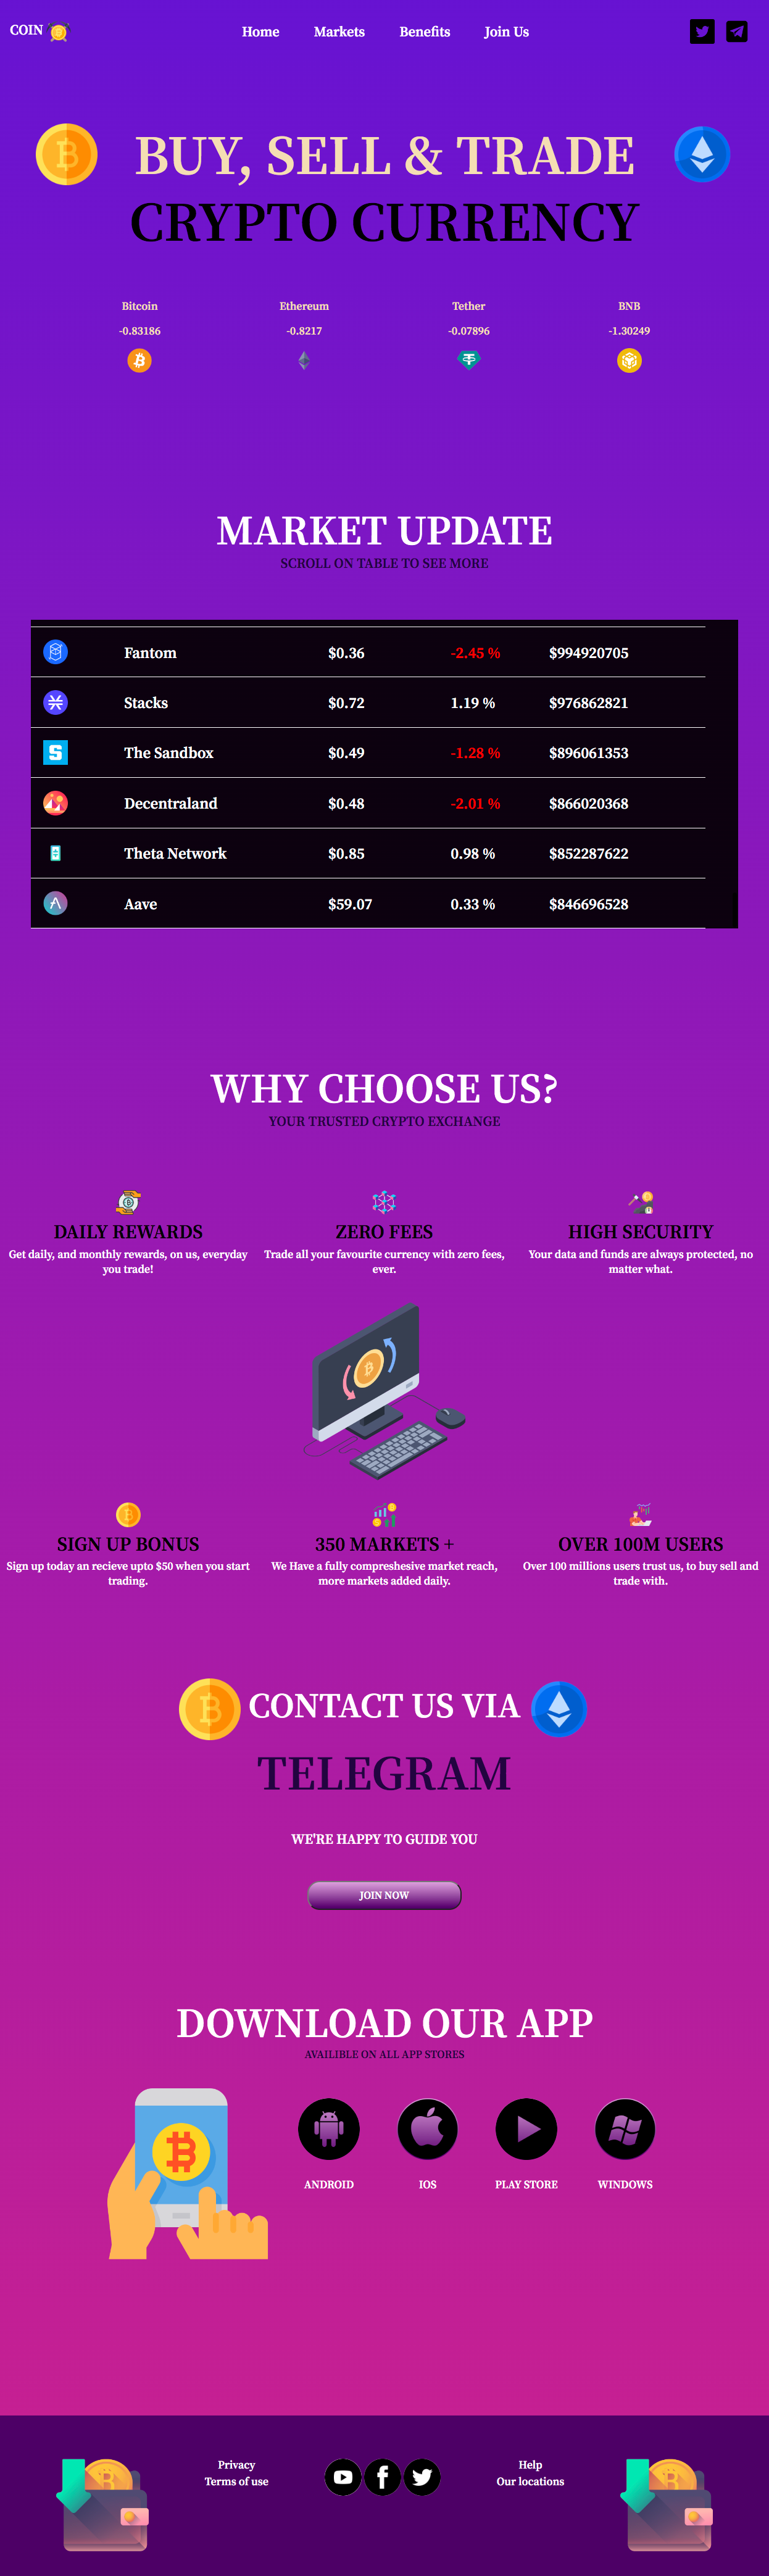 COIN
Home Markets Benefits Join Us
BUY, SELL & TRADE
CRYPTO CURRENCY
Bitcoin Ethereum Tether BNB
-0.83186 -0.8217 -0.07896 -1.30249
MARKET UPDATE
SCROLL ON TABLE TO SEE MORE
Fantom $0.36 -2.45 % $994920705
Stacks $0.72 1.19 % $976862821
The Sandbox $0.49 -1.28 % $896061353
Decentraland $0.48 -2.01 % $866020368
Theta Network $0.85 0.98 % $852287622
Aave $59.07 0.33 % $846696528
WHY CHOOSE US?
YOUR TRUSTED CRYPTO EXCHANGE
DAILY REWARDS
Get daily, and monthly rewards, on us, everyday
you trade!
ZERO FEES
Trade all your favourite currency with zero fees,
ever.
HIGH SECURITY
Your data and funds are always protected, no
matter what.
SIGN UP BONUS
Sign up today an recieve upto $50 when you start
trading.
350 MARKETS +
We Have a fully compreshesive market reach,
more markets added daily.
OVER 100M USERS
Over 100 millions users trust us, to buy sell and
trade with.
CONTACT US VIA
TELEGRAM
WE'RE HAPPY TO GUIDE YOU
JOIN NOW
DOWNLOAD OUR APP
AVAILIBLE ON ALL APP STORES
ANDROID IOS PLAY STORE WINDOWS
Privacy
Terms of use
Help
Our locations